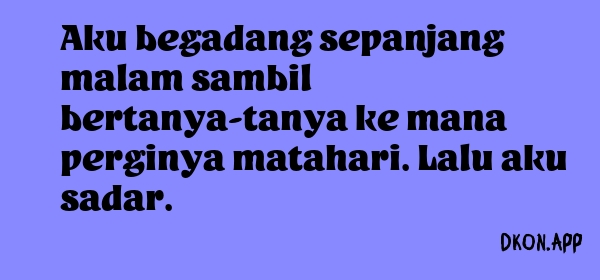 Aku begadang sepanjang
malam sambil
bertanya-tanya ke mana
perginya matahari. Lalu aku
sadar.
DKON.APP